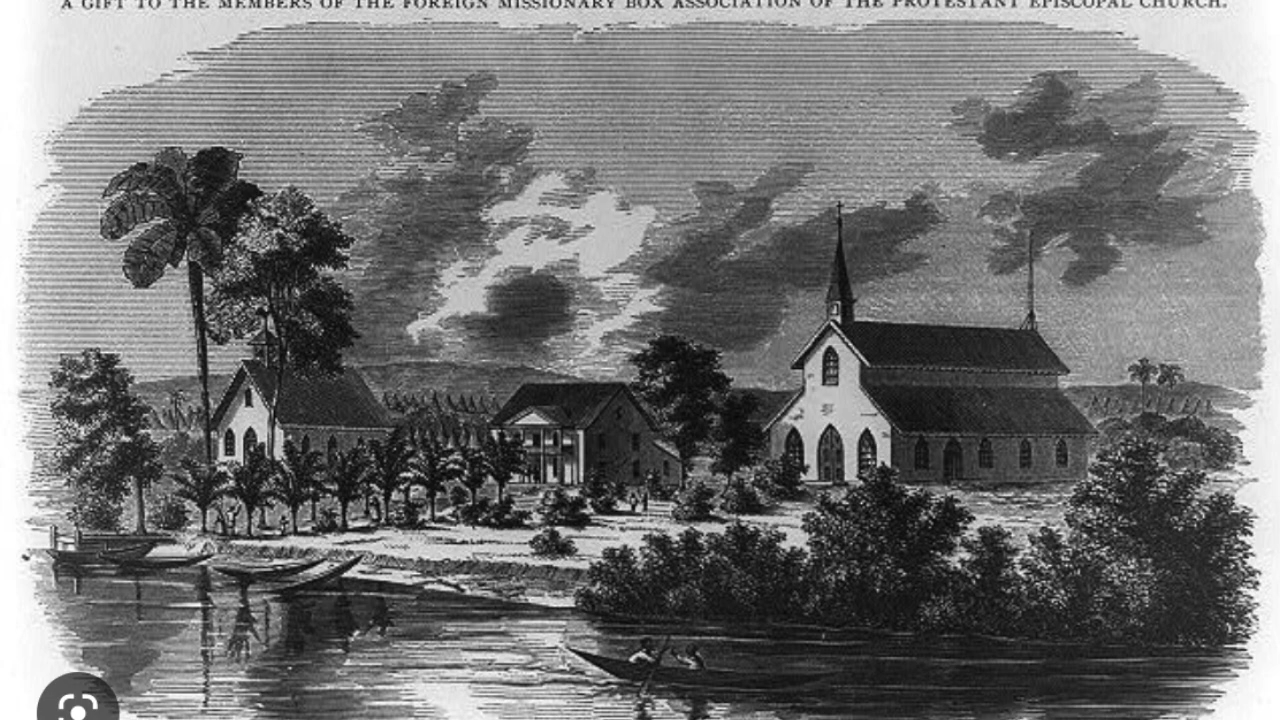 A GIFT TO THE MEMBERS OF THE FOREIGN MISSIONARY BOX ASSOCIATION OF THE PROTESTANT EPISCOPAL CHURCH.